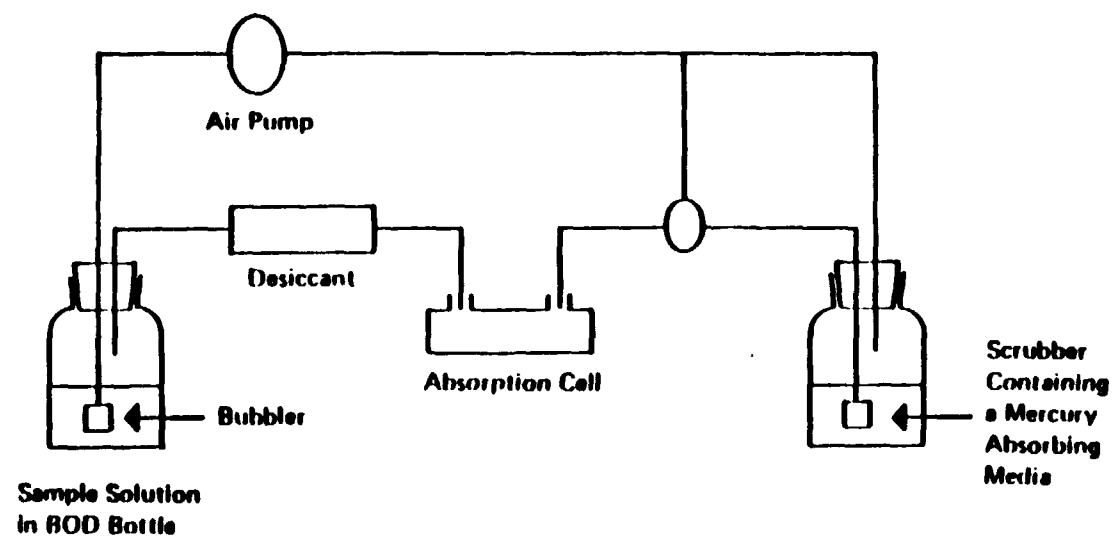 Air Pump
Desiccant
Absorption Cell
Bubbler
Scrubber
Containing
a Mercury
Absorbing
Media
Sample Solution
in BOD Bottle